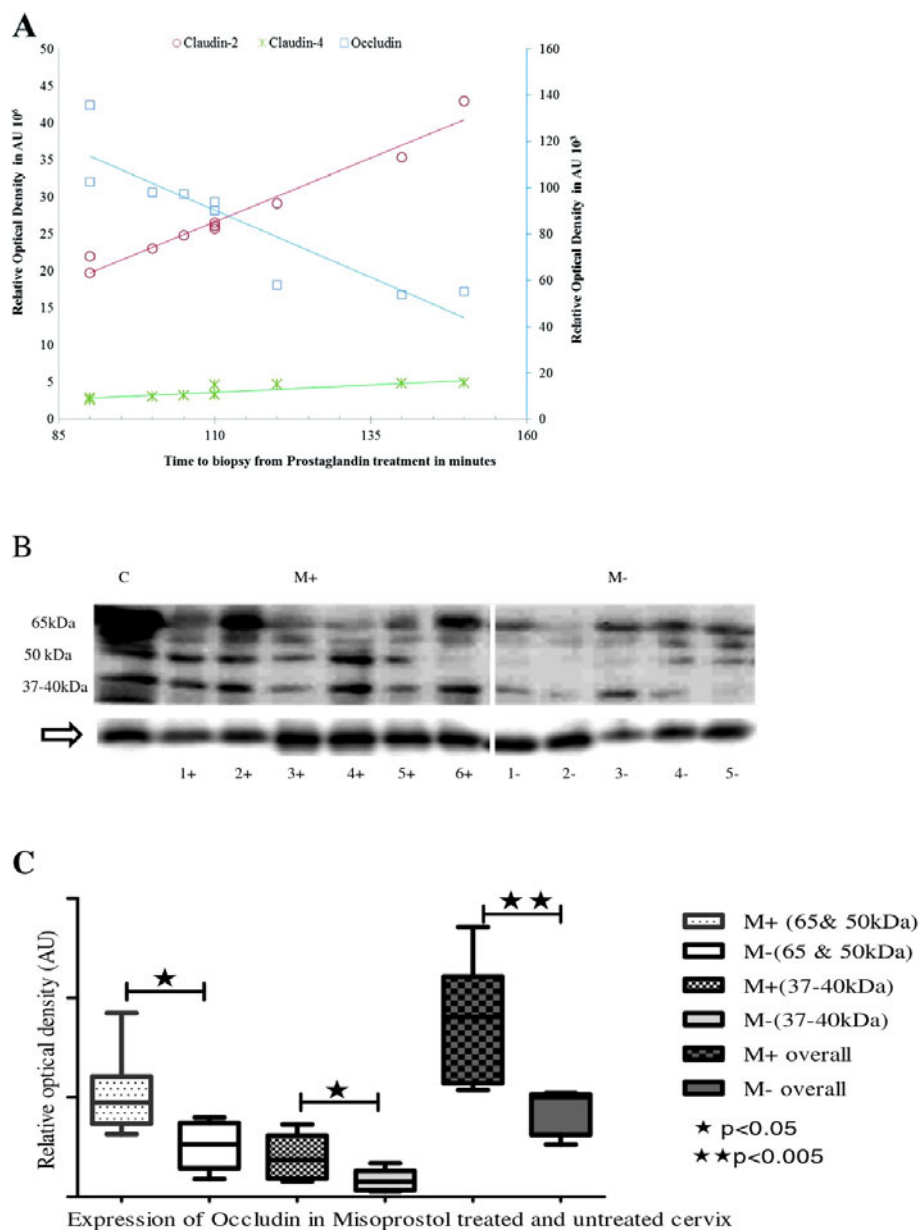 A
Claudin-2 Claudin-4 Occludin
50
45
40
35
30
25
20
15
10
5
0
160
140
120
100
80
60
40
20
0
Relative Optical Density in AU 10⁶
Relative Optical Density in AU 10³
85 110 135 160
Time to biopsy from Prostaglandin treatment in minutes
B
C M+ M-
65kDa
50 kDa
37-40kDa
1+ 2+ 3+ 4+ 5+ 6+ 1- 2- 3- 4- 5-
C
Relative optical density (AU)
★
★
★★
M+ (65& 50kDa)
M-(65 & 50kDa)
M+(37-40kDa)
M-(37-40kDa)
M+ overall
M- overall
★ p<0.05
★★p<0.005
Expression of Occludin in Misoprostol treated and untreated cervix